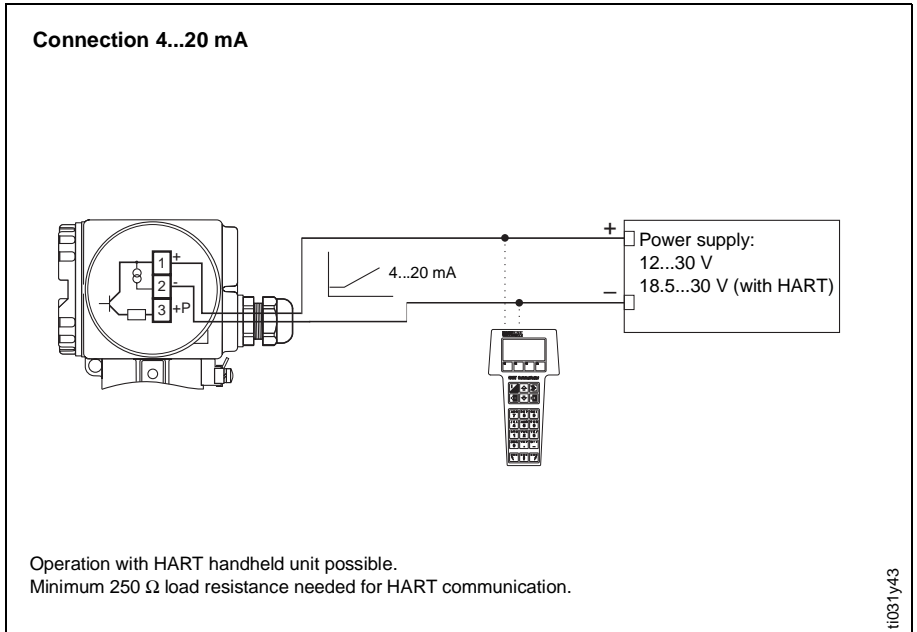 Connection 4...20 mA
1 +
2 -
3 +P
4...20 mA
+
–
Power supply:
12...30 V
18.5...30 V (with HART)
Operation with HART handheld unit possible.
Minimum 250 Ω load resistance needed for HART communication.
ti031y43